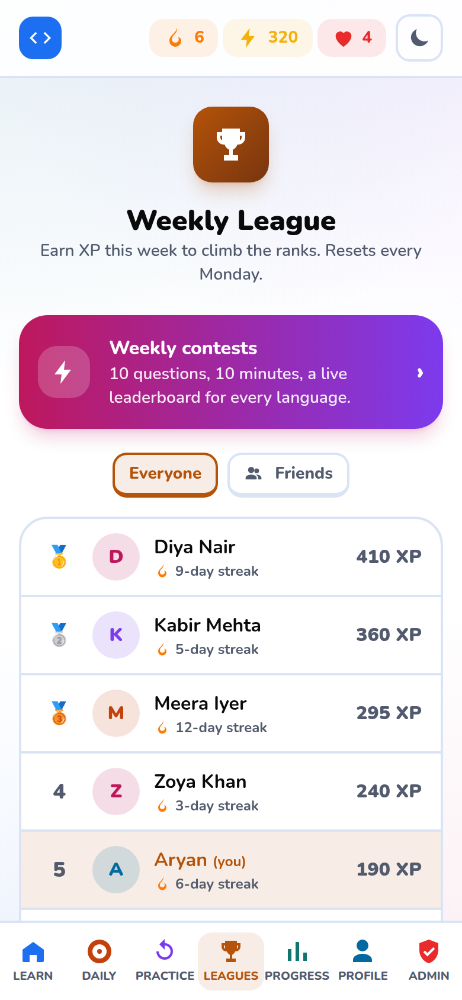 6
320
4
Weekly League
Earn XP this week to climb the ranks. Resets every
Monday.
Weekly contests
10 questions, 10 minutes, a live
leaderboard for every language.
Everyone
Friends
1
D
Diya Nair
9-day streak
410 XP
2
K
Kabir Mehta
5-day streak
360 XP
3
M
Meera Iyer
12-day streak
295 XP
4
Z
Zoya Khan
3-day streak
240 XP
5
A
Aryan (you)
6-day streak
190 XP
LEARN
DAILY
PRACTICE
LEAGUES
PROGRESS
PROFILE
ADMIN